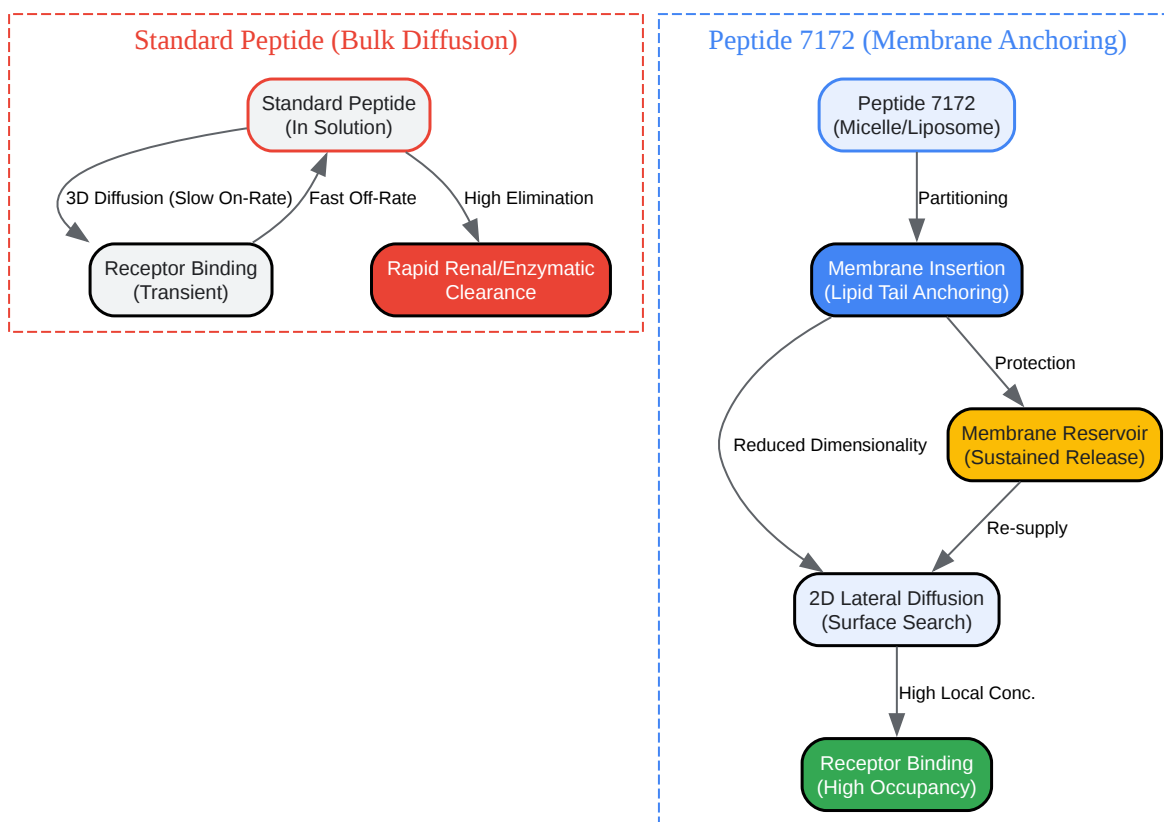 Standard Peptide (Bulk Diffusion)
Standard Peptide
(In Solution)
3D Diffusion (Slow On-Rate)
Fast Off-Rate
High Elimination
Receptor Binding
(Transient)
Rapid Renal/Enzymatic
Clearance
Peptide 7172 (Membrane Anchoring)
Peptide 7172
(Micelle/Liposome)
Partitioning
Membrane Insertion
(Lipid Tail Anchoring)
Protection
Reduced Dimensionality
Membrane Reservoir
(Sustained Release)
Re-supply
2D Lateral Diffusion
(Surface Search)
High Local Conc.
Receptor Binding
(High Occupancy)